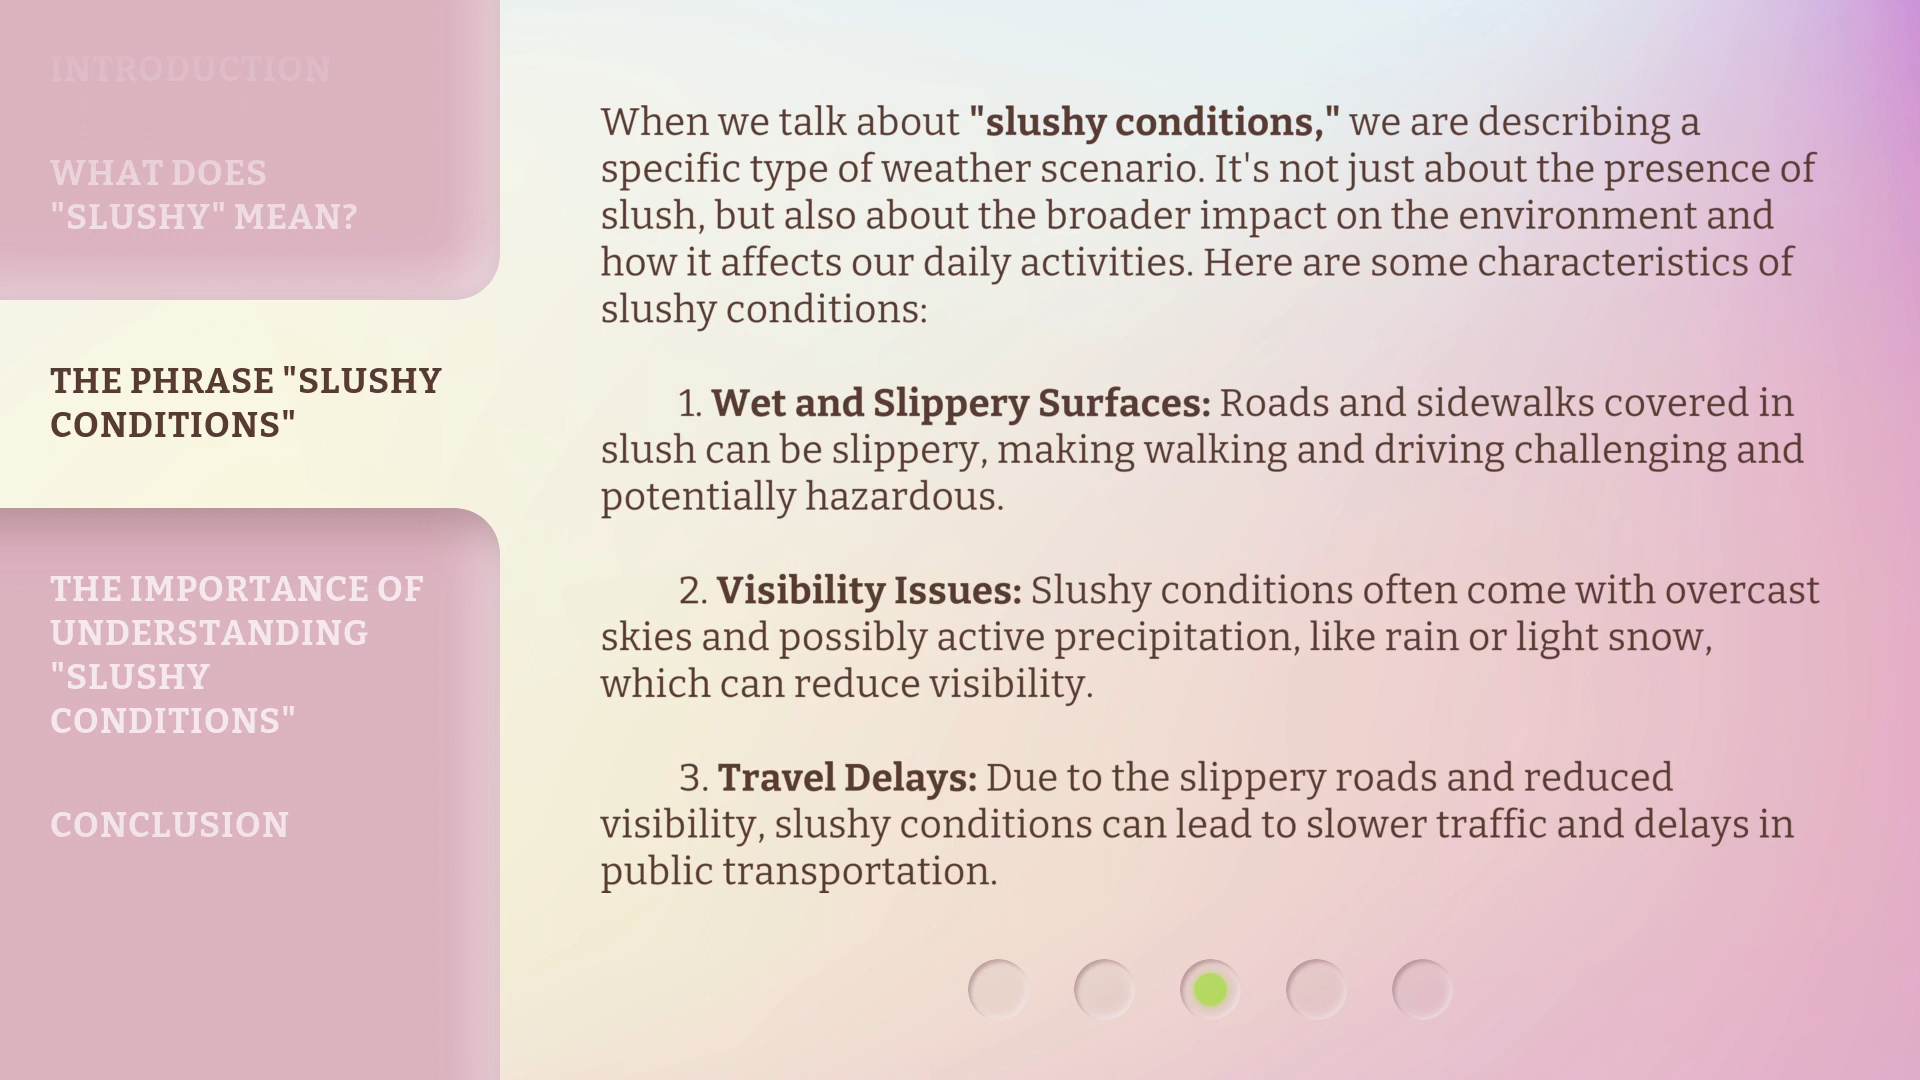 INTRODUCTION
WHAT DOES
"SLUSHY" MEAN?
THE PHRASE "SLUSHY
CONDITIONS"
THE IMPORTANCE OF
UNDERSTANDING
"SLUSHY
CONDITIONS"
CONCLUSION
When we talk about "slushy conditions," we are describing a
specific type of weather scenario. It's not just about the presence of
slush, but also about the broader impact on the environment and
how it affects our daily activities. Here are some characteristics of
slushy conditions:
1. Wet and Slippery Surfaces: Roads and sidewalks covered in
slush can be slippery, making walking and driving challenging and
potentially hazardous.
2. Visibility Issues: Slushy conditions often come with overcast
skies and possibly active precipitation, like rain or light snow,
which can reduce visibility.
3. Travel Delays: Due to the slippery roads and reduced
visibility, slushy conditions can lead to slower traffic and delays in
public transportation.